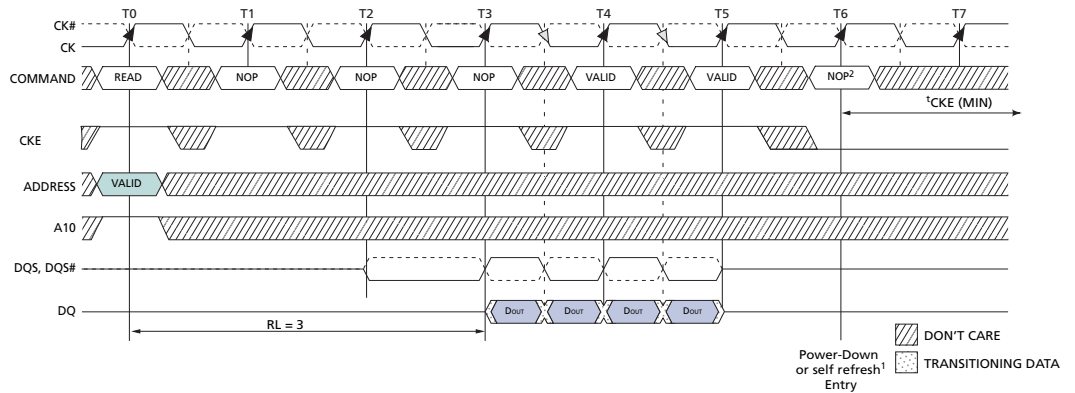 T0 T1 T2 T3 T4 T5 T6 T7
CK#
CK
COMMAND READ NOP NOP NOP VALID VALID NOP2
tCKE (MIN)
CKE
ADDRESS VALID
A10
DQS, DQS#
DQ DOUT DOUT DOUT DOUT
RL = 3
DON'T CARE
Power-Down
or self refresh1
Entry
TRANSITIONING DATA